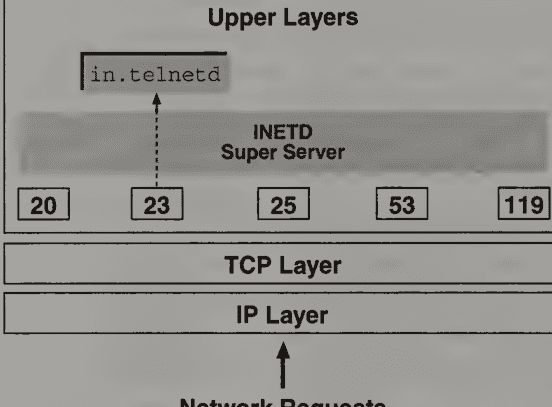 Upper Layers
in.telnetd
INETD
Super Server
20 23 25 53 119
TCP Layer
IP Layer
Network Requests